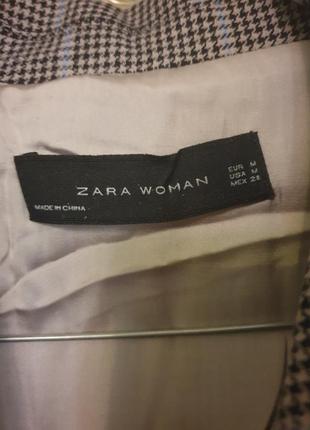 ZARA WOMAN
MADE IN CHINA
EUR M
USA M
MEX 28